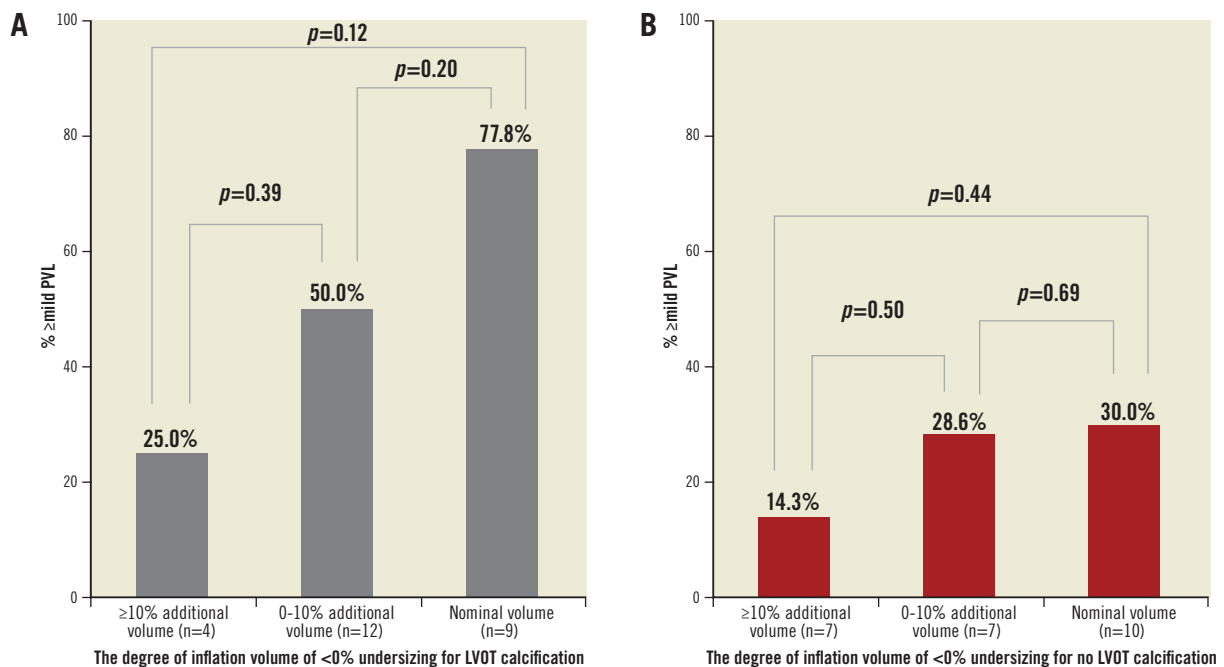 A
100
80
60
40
20
0
% ≥mild PVL
p=0.12
p=0.20
77.8%
p=0.39
50.0%
25.0%
≥10% additional
volume (n=4)
0-10% additional
volume (n=12)
Nominal volume
(n=9)
The degree of inflation volume of <0% undersizing for LVOT calcification
B
100
80
60
40
20
0
% ≥mild PVL
p=0.44
p=0.69
p=0.50
30.0%
28.6%
14.3%
≥10% additional
volume (n=7)
0-10% additional
volume (n=7)
Nominal volume
(n=10)
The degree of inflation volume of <0% undersizing for no LVOT calcification